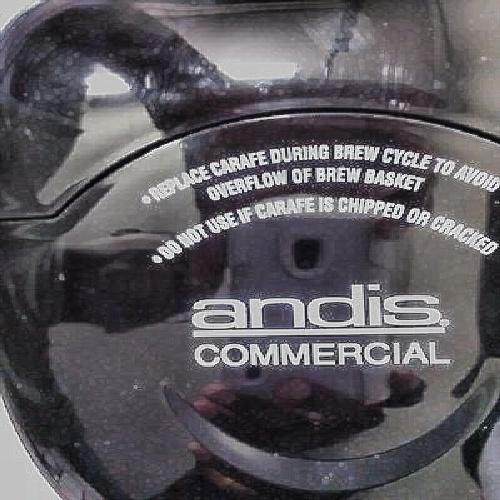 • REPLACE CARAFE DURING BREW CYCLE TO AVOID
OVERFLOW OF BREW BASKET
• DO NOT USE IF CARAFE IS CHIPPED OR CRACKED
andis.
COMMERCIAL